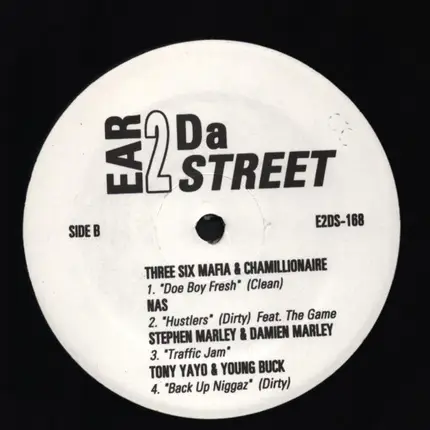 EAR 2 Da
STREET
SIDE B
E2DS-168
THREE SIX MAFIA & CHAMILLIONAIRE
1. "Doe Boy Fresh" (Clean)
NAS
2. "Hustlers" (Dirty) Feat. The Game
STEPHEN MARLEY & DAMIEN MARLEY
3. "Traffic Jam"
TONY YAYO & YOUNG BUCK
4. "Back Up Niggaz" (Dirty)